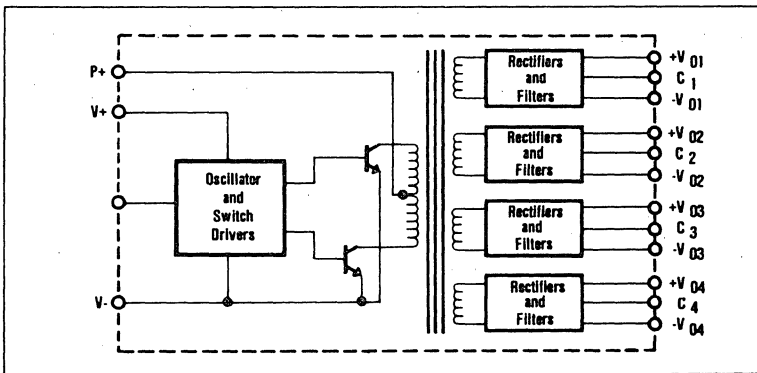 P+
V+
Oscillator
and
Switch
Drivers
V-
Rectifiers
and
Filters
+V 01
C 1
-V 01
Rectifiers
and
Filters
+V 02
C 2
-V 02
Rectifiers
and
Filters
+V 03
C 3
-V 03
Rectifiers
and
Filters
+V 04
C 4
-V 04